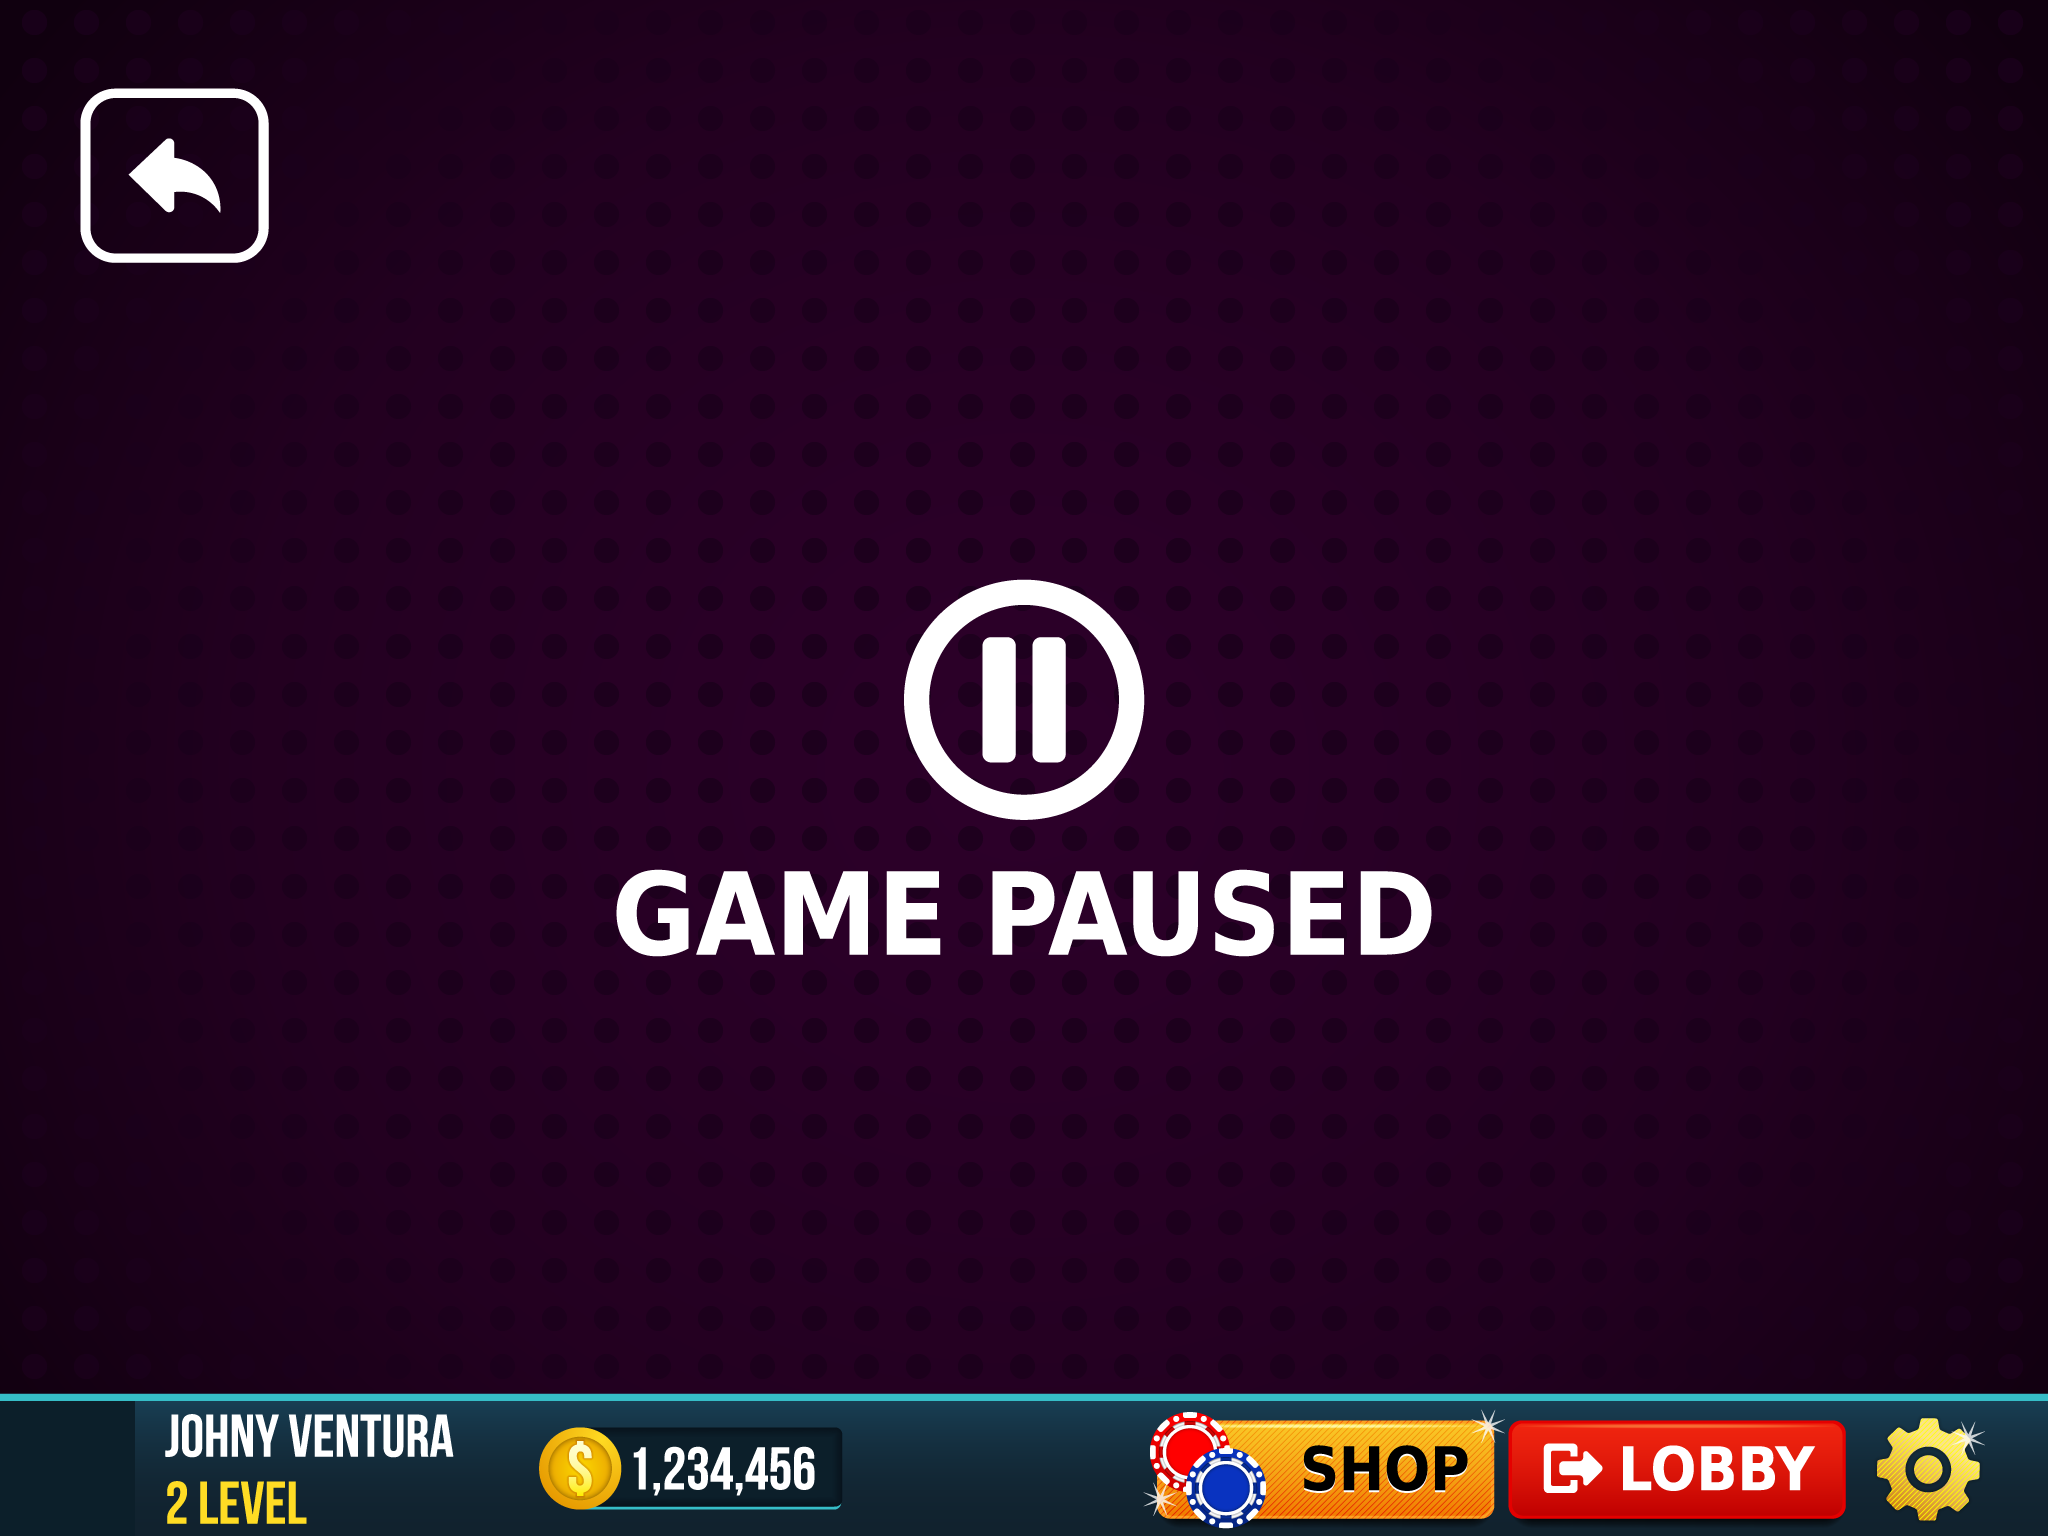 GAME PAUSED
JOHNY VENTURA
2 LEVEL
$ 1,234,456
SHOP
LOBBY